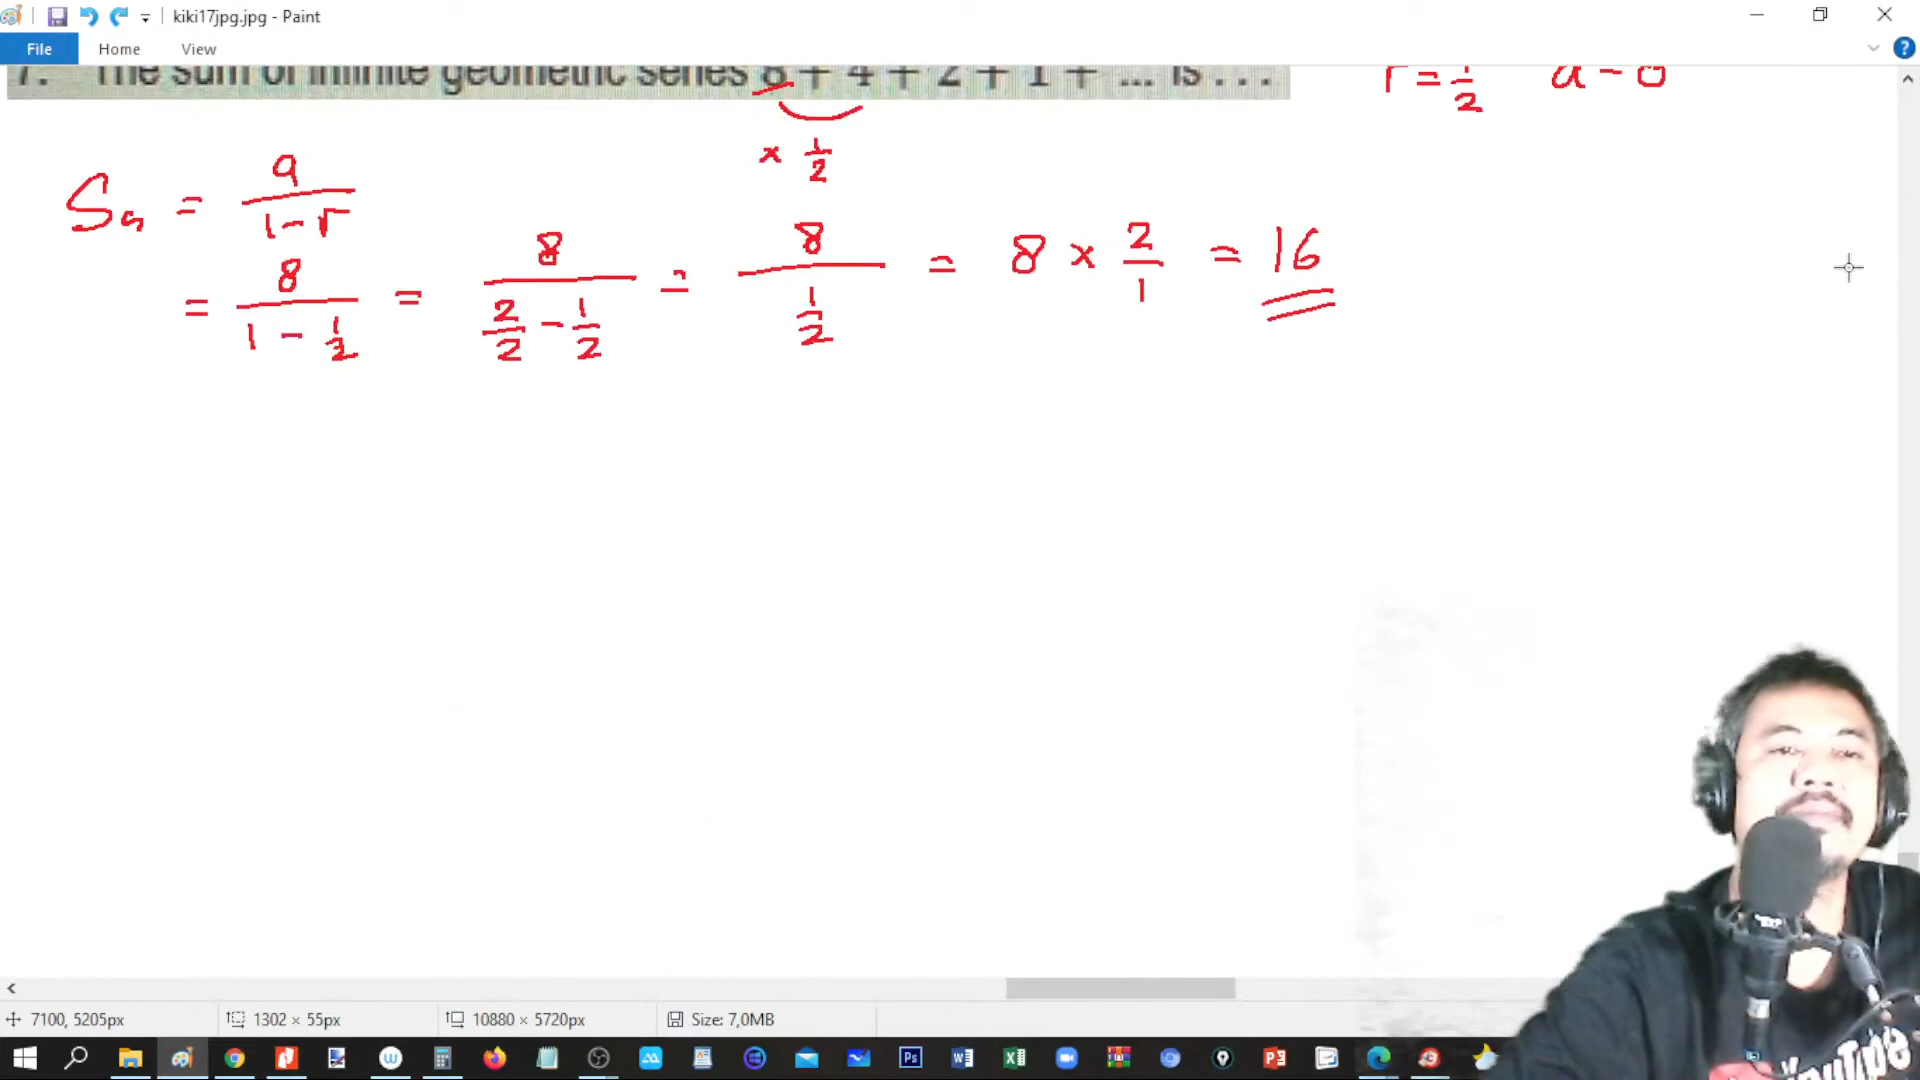 kiki17jpg.jpg - Paint
File Home View
7. The sum of infinite geometric series 8 + 4 + 2 + 1 + ... is . . .
r = 1/2 a = 8
× 1/2
Sn = a/(1-r)
= 8/(1 - 1/2) = 8/(2/2 - 1/2) = 8/(1/2) = 8 × 2/1 = 16
7100, 5205px 1302 × 55px 10880 × 5720px Size: 7,0MB
YouTube